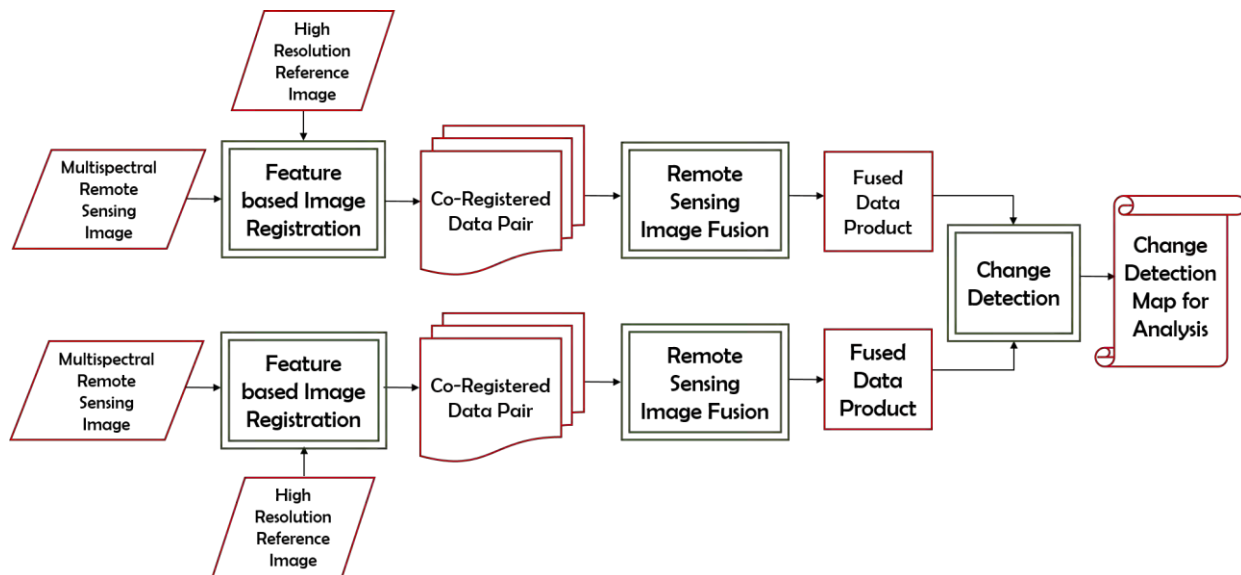 High
Resolution
Reference
Image
Multispectral
Remote
Sensing
Image
Feature
based Image
Registration
Co-Registered
Data Pair
Remote
Sensing
Image Fusion
Fused
Data
Product
Change
Detection
Change
Detection
Map for
Analysis
Multispectral
Remote
Sensing
Image
Feature
based Image
Registration
Co-Registered
Data Pair
Remote
Sensing
Image Fusion
Fused
Data
Product
High
Resolution
Reference
Image